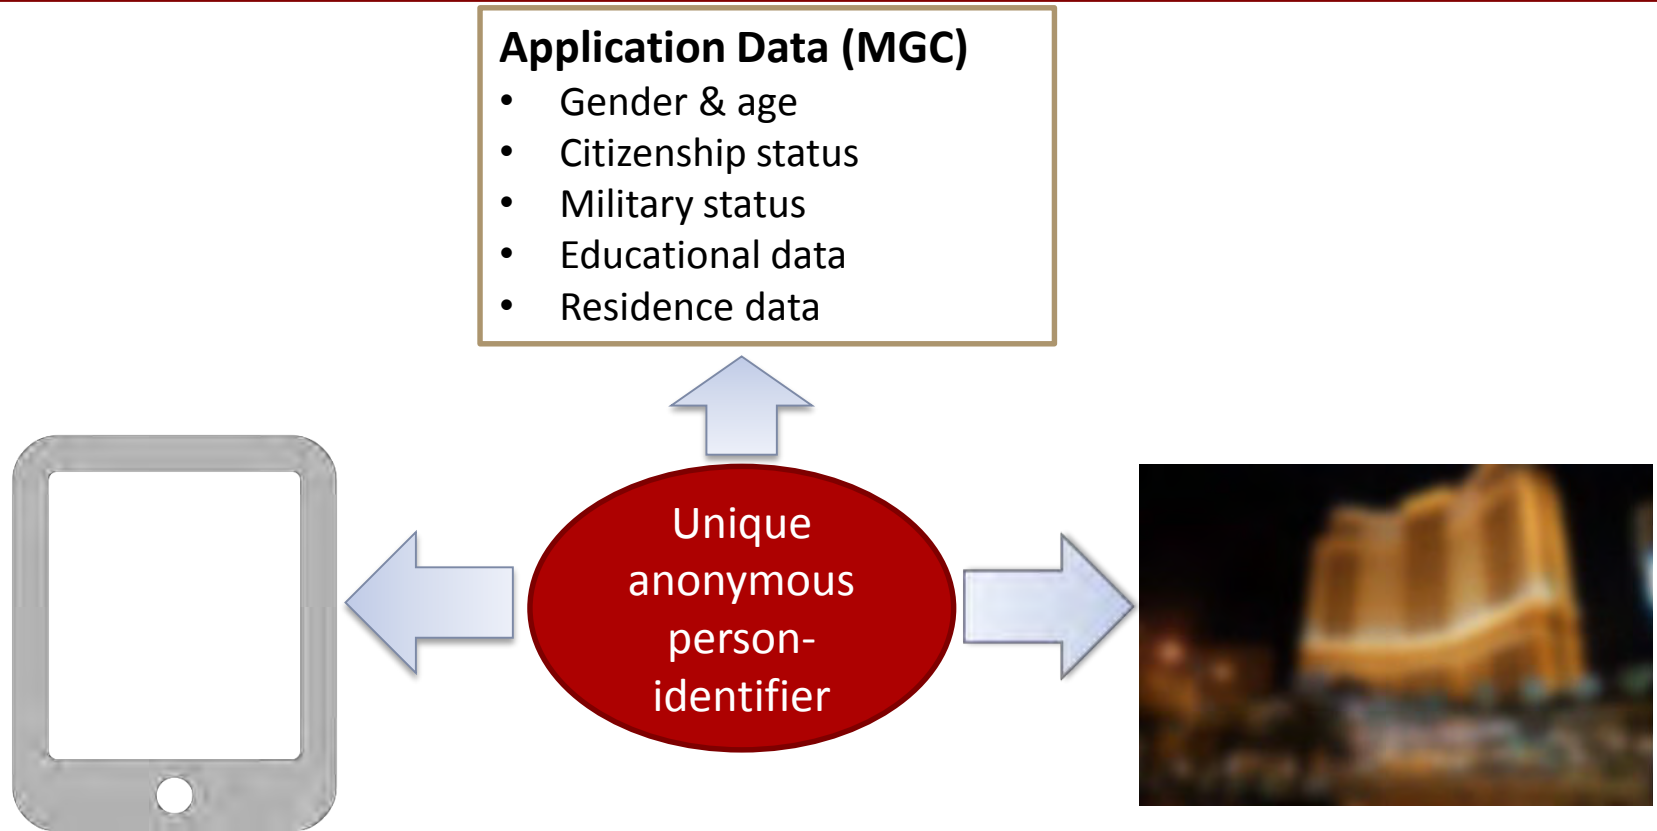 Application Data (MGC)
• Gender & age
• Citizenship status
• Military status
• Educational data
• Residence data
Unique
anonymous
person-
identifier